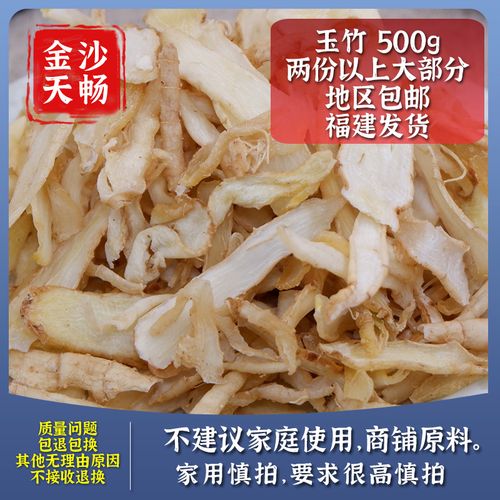 金沙
天畅
玉竹 500g
两份以上大部分
地区包邮
福建发货
质量问题
包退包换
其他无理由原因
不接收退换
不建议家庭使用,商铺原料。
家用慎拍,要求很高慎拍